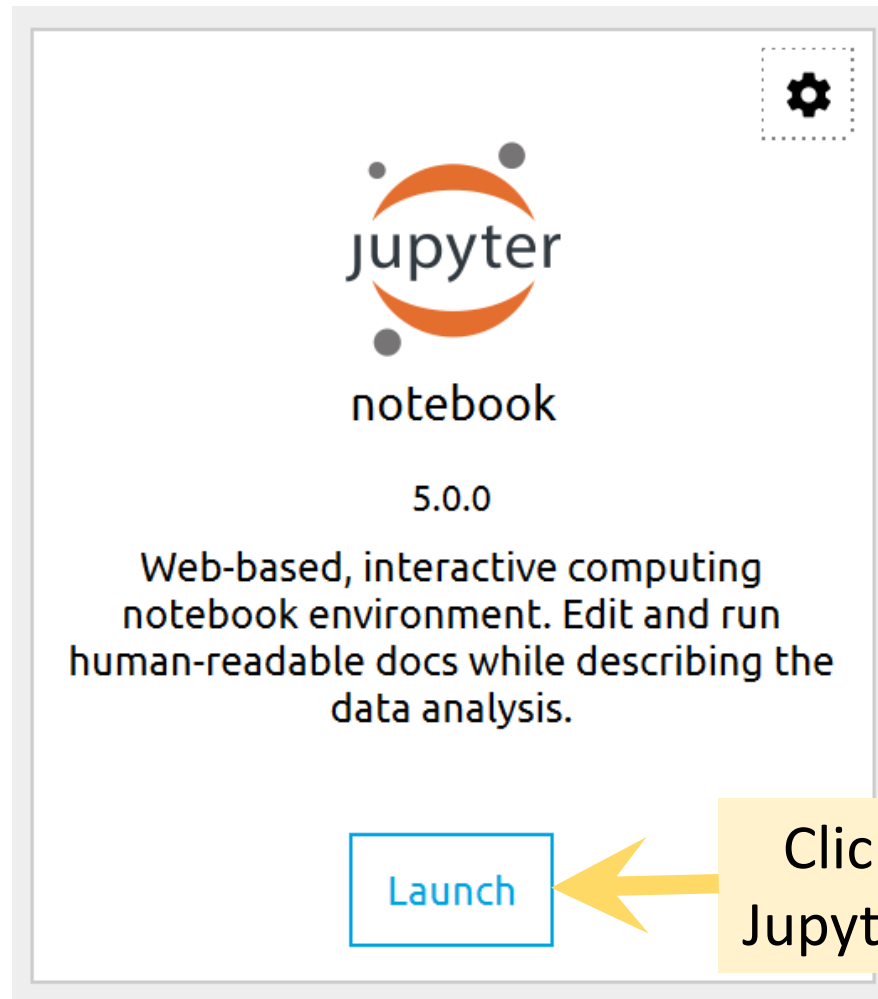 jupyter
notebook
5.0.0
Web-based, interactive computing
notebook environment. Edit and run
human-readable docs while describing the
data analysis.
Launch